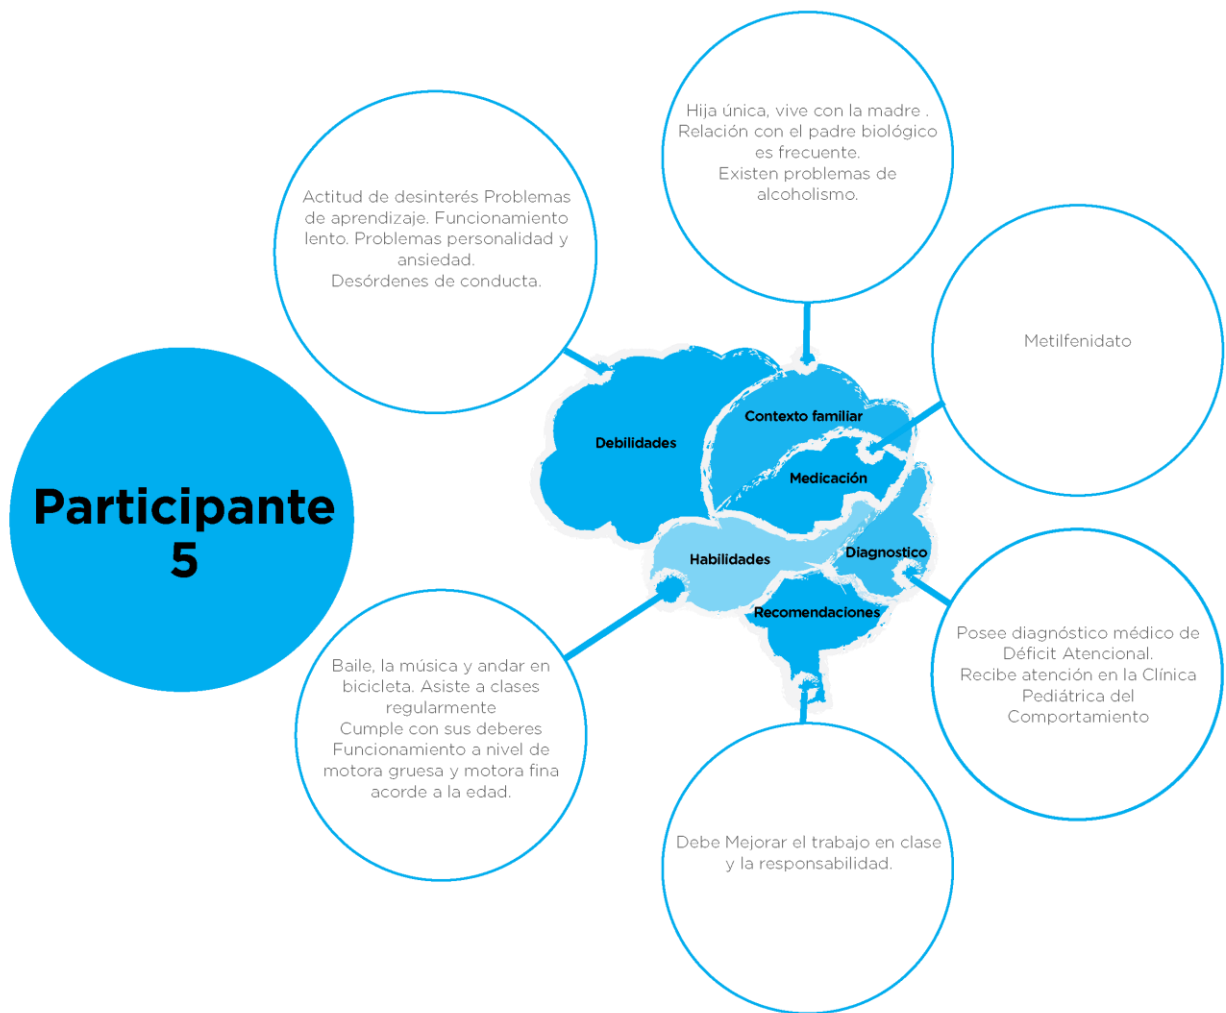 Hija única, vive con la madre .
Relación con el padre biológico
es frecuente.
Existen problemas de
alcoholismo.
Actitud de desinterés Problemas
de aprendizaje. Funcionamiento
lento. Problemas personalidad y
ansiedad.
Desórdenes de conducta.
Metilfenidato
Contexto familiar
Debilidades
Medicación
Participante
5
Habilidades
Diagnostico
Recomendaciones
Posee diagnóstico médico de
Déficit Atencional.
Recibe atención en la Clínica
Pediátrica del
Comportamiento
Baile, la música y andar en
bicicleta. Asiste a clases
regularmente
Cumple con sus deberes
Funcionamiento a nivel de
motora gruesa y motora fina
acorde a la edad.
Debe Mejorar el trabajo en clase
y la responsabilidad.